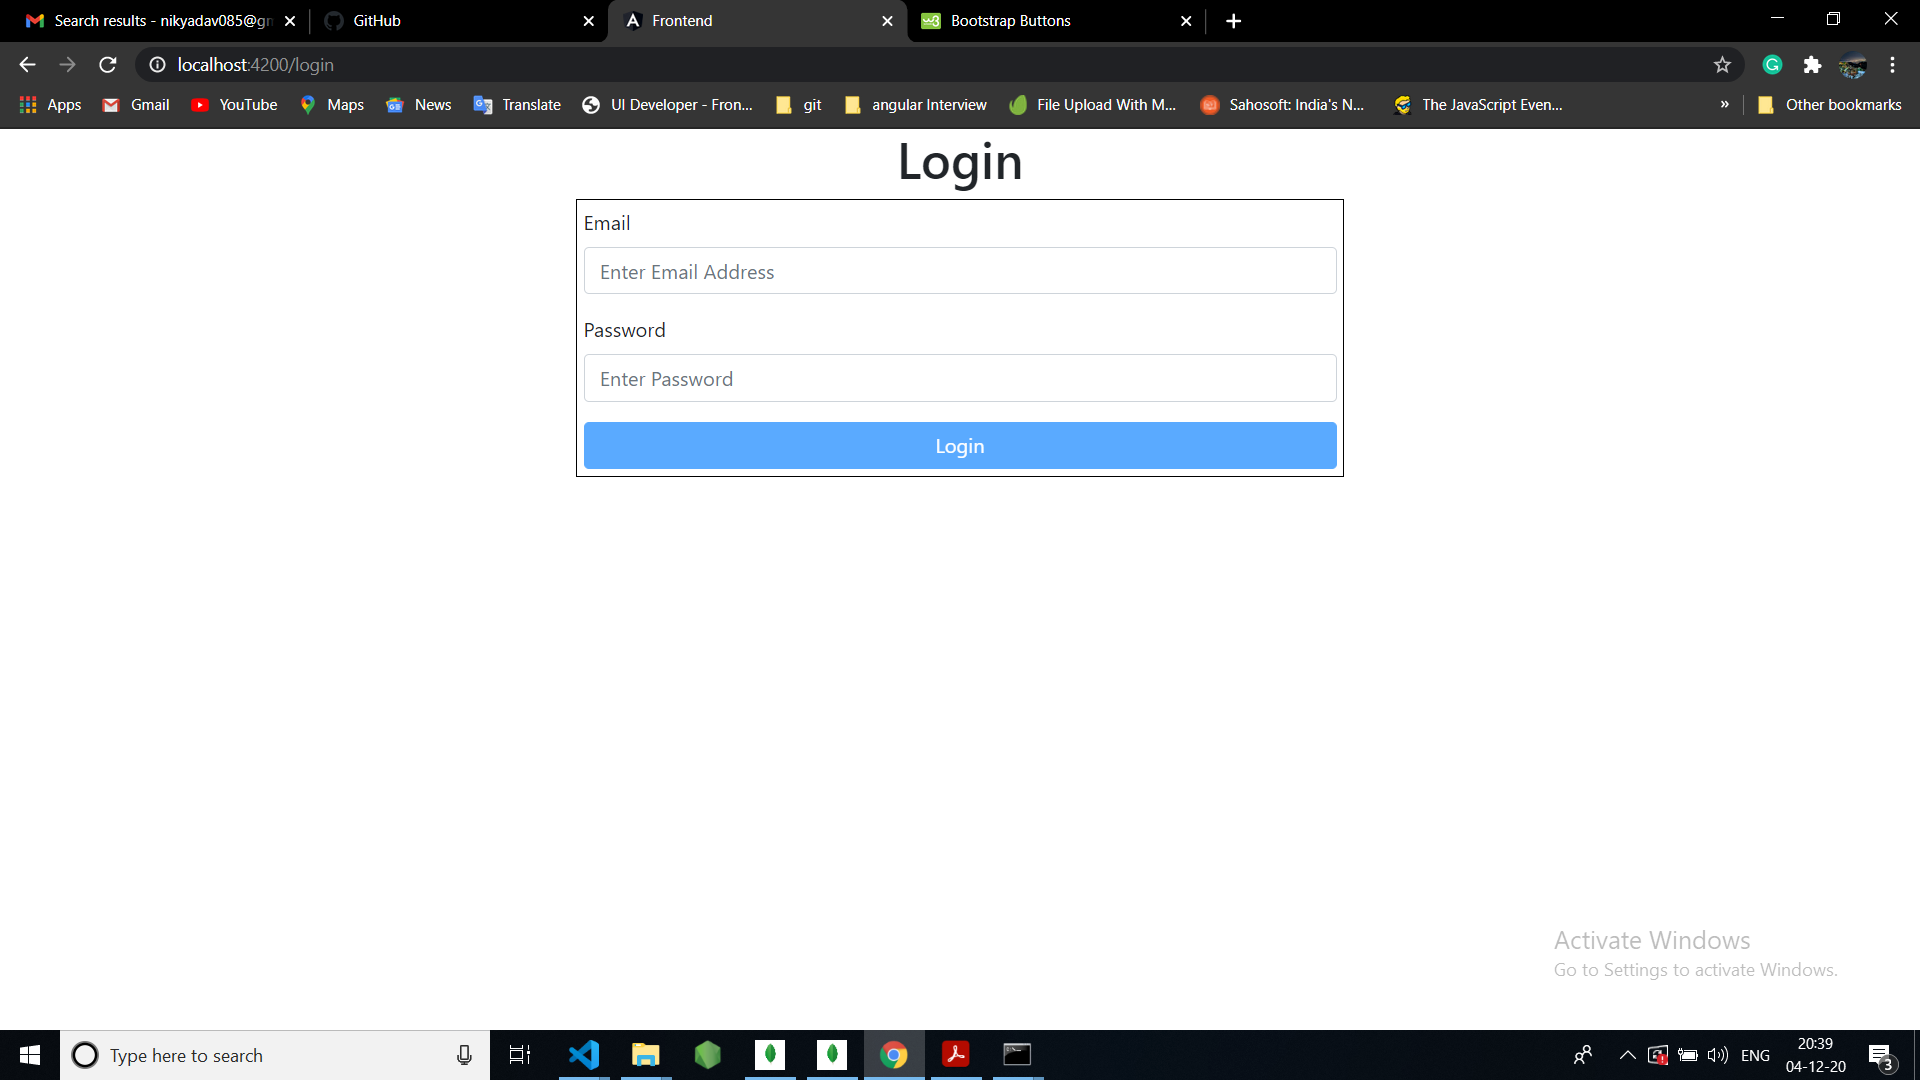 Search results - nikyadav085@gm
GitHub
Frontend
Bootstrap Buttons
localhost:4200/login
Apps
Gmail
YouTube
Maps
News
Translate
UI Developer - Fron...
git
angular Interview
File Upload With M...
Sahosoft: India's N...
The JavaScript Even...
»
Other bookmarks
Login
Email
Enter Email Address
Password
Enter Password
Login
Activate Windows
Go to Settings to activate Windows.
Type here to search
ENG
20:39
04-12-20
3